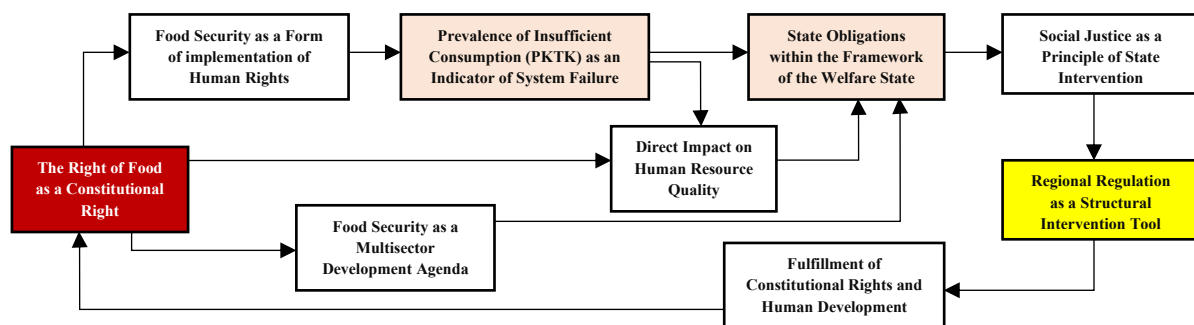 Food Security as a Form
of implementation of
Human Rights
Prevalence of Insufficient
Consumption (PKTK) as an
Indicator of System Failure
State Obligations
within the Framework
of the Welfare State
Social Justice as a
Principle of State
Intervention
The Right of Food
as a Constitutional
Right
Direct Impact on
Human Resource
Quality
Regional Regulation
as a Structural
Intervention Tool
Food Security as a
Multisector
Development Agenda
Fulfillment of
Constitutional Rights and
Human Development